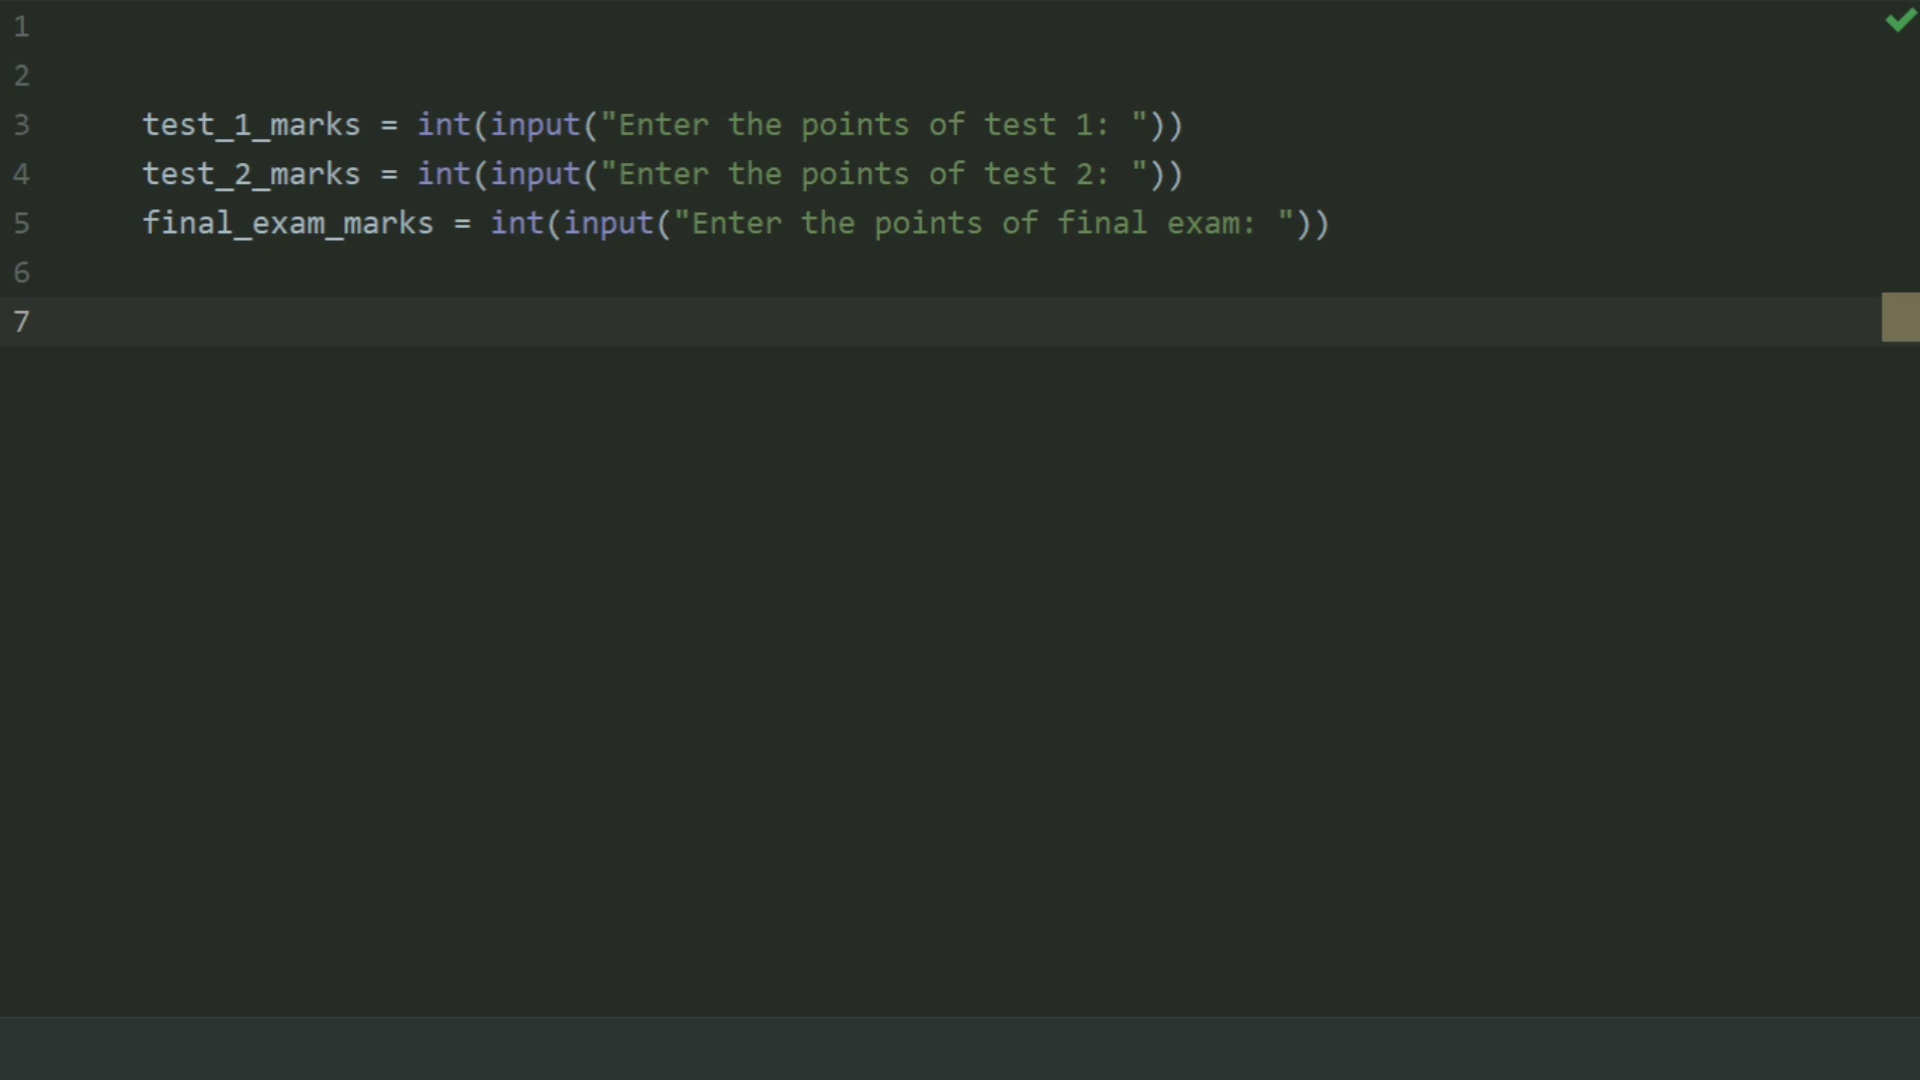 1
2
3 test_1_marks = int(input("Enter the points of test 1: "))
4 test_2_marks = int(input("Enter the points of test 2: "))
5 final_exam_marks = int(input("Enter the points of final exam: "))
6
7